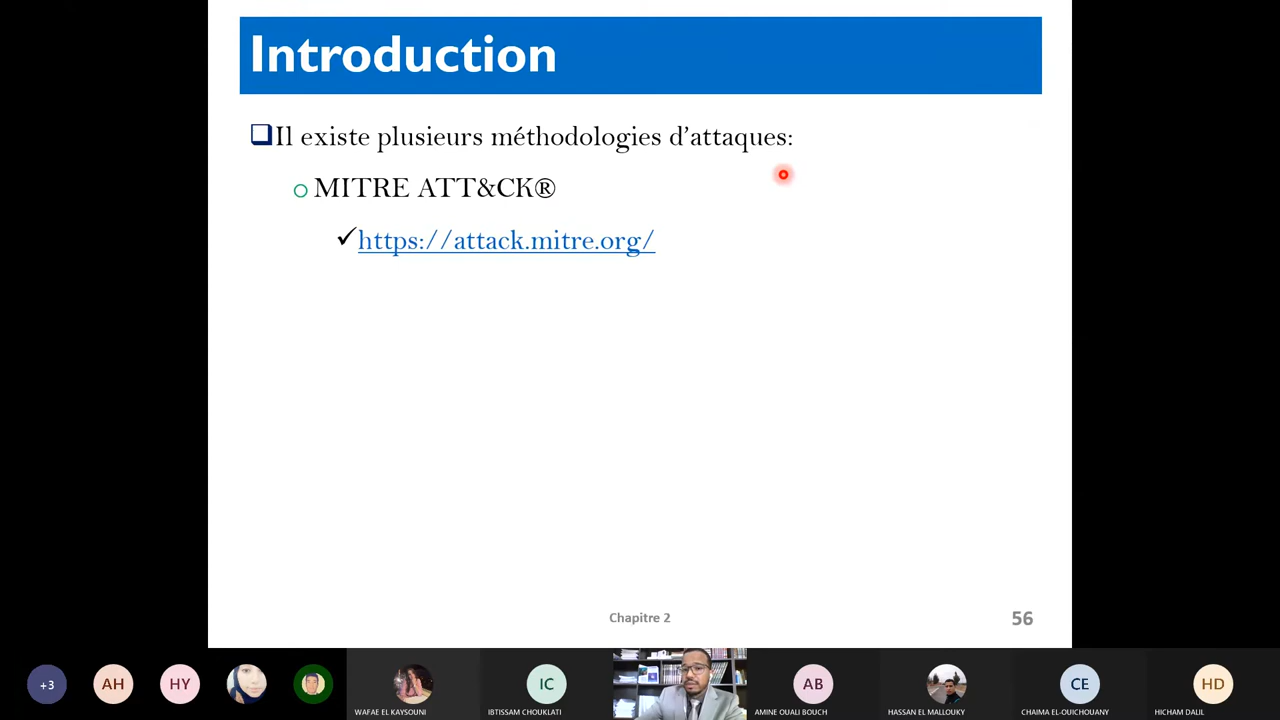 Introduction
Il existe plusieurs méthodologies d'attaques:
MITRE ATT&CK®
https://attack.mitre.org/
Chapitre 2
56
+3
AH
HY
IC
AB
CE
HD
WAFAE EL KAYSOUNI
IBTISSAM CHOUKLATI
AMINE OUALI BOUCH
HASSAN EL MALLOUKY
CHAIMA EL-OUICHOUANY
HICHAM DALIL